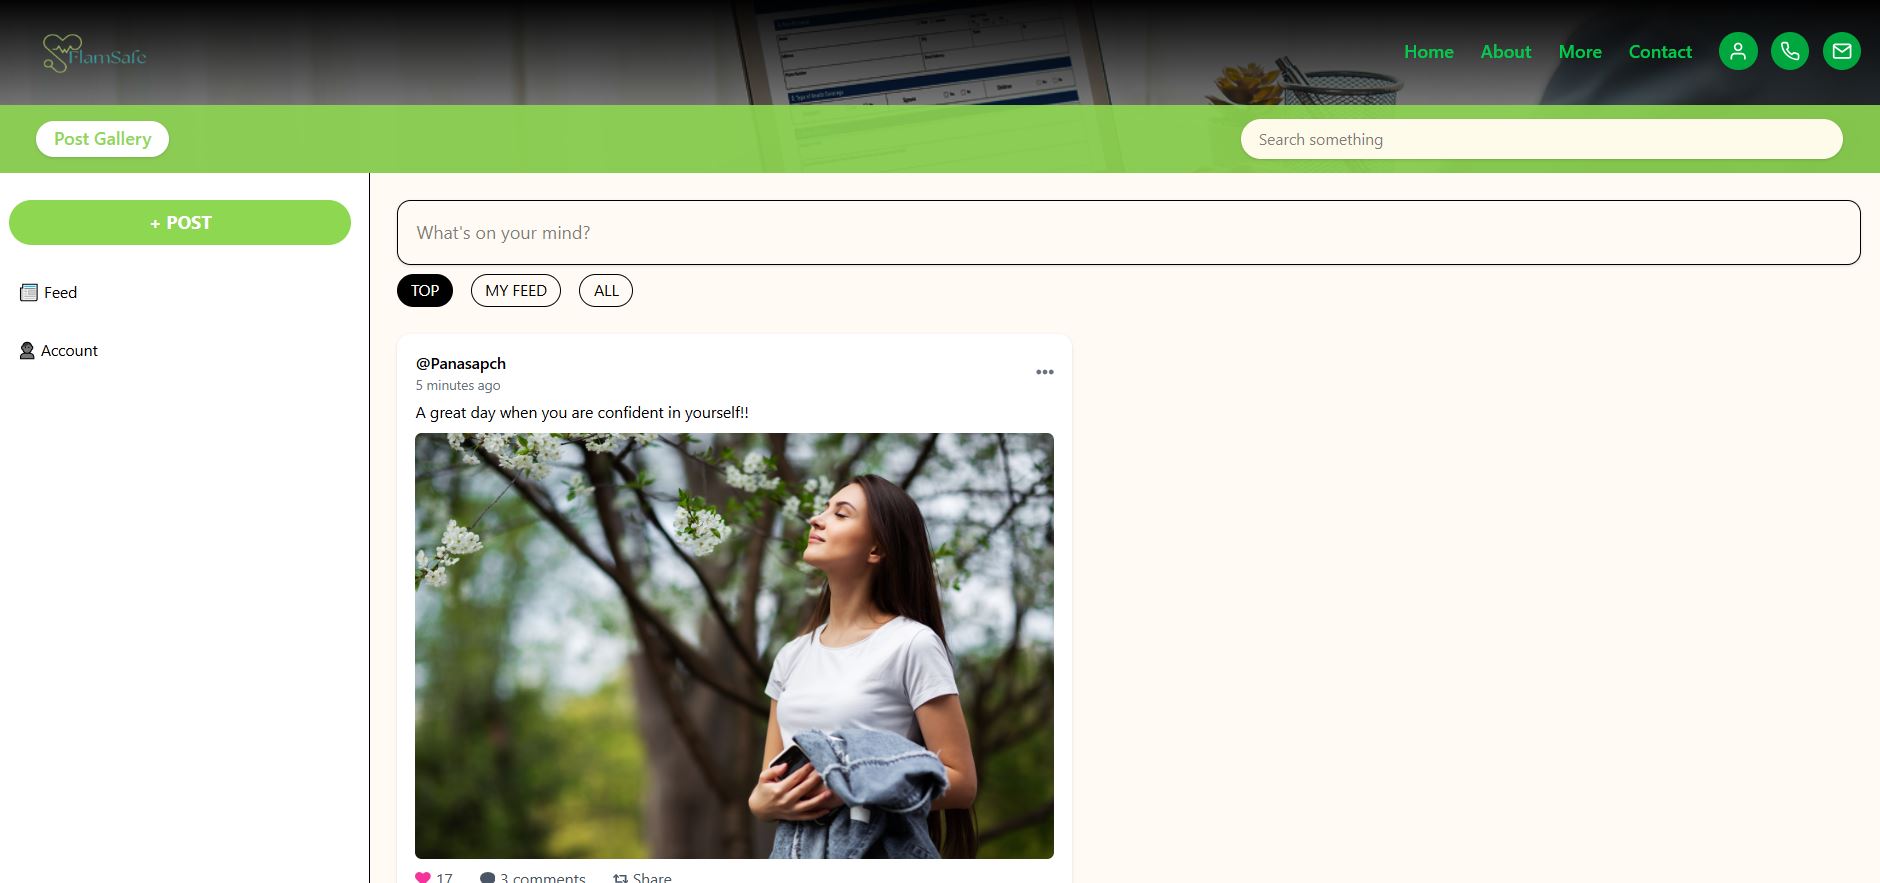 FlamSafe
Home About More Contact
Post Gallery
Search something
+ POST
Feed
Account
What's on your mind?
TOP MY FEED ALL
@Panasapch
5 minutes ago
A great day when you are confident in yourself!!
17 3 comments Share